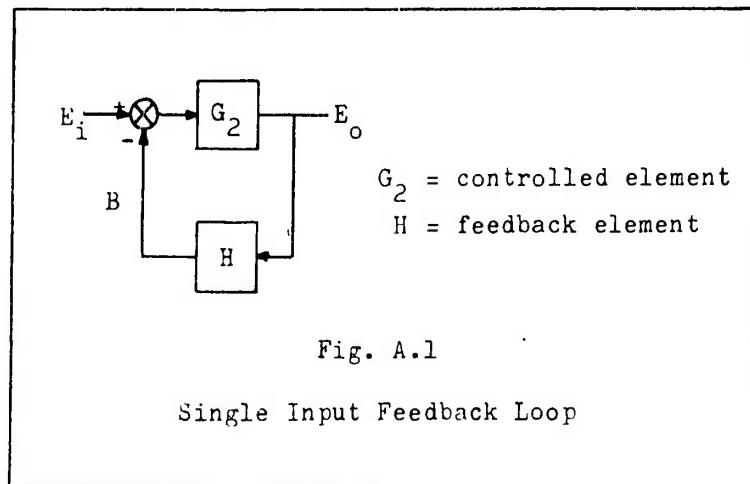 E_i + G_2 E_o
-
B
G_2 = controlled element
H = feedback element
H
Fig. A.1
Single Input Feedback Loop